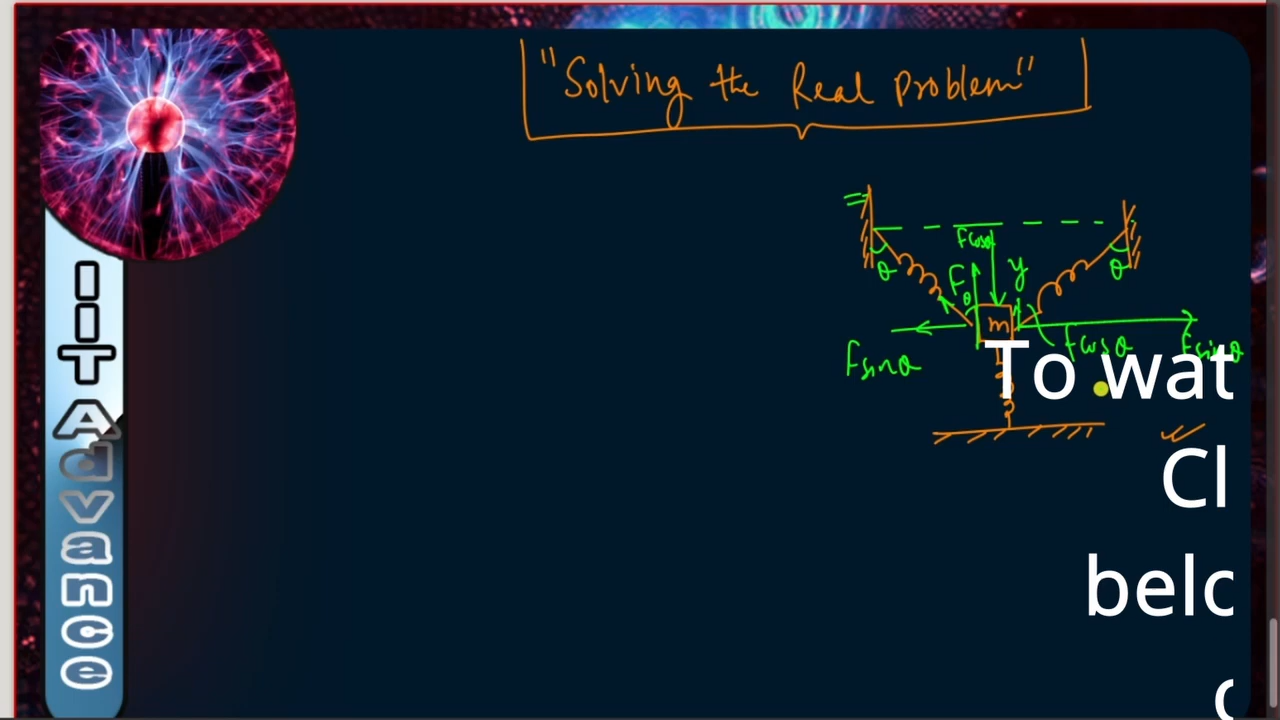 "Solving the Real Problem"
IIT Advance
Fcosθ
θ
F
θ
y
θ
m
Fsinθ
Fcosθ
Fsinθ
To wat
Cl
belc